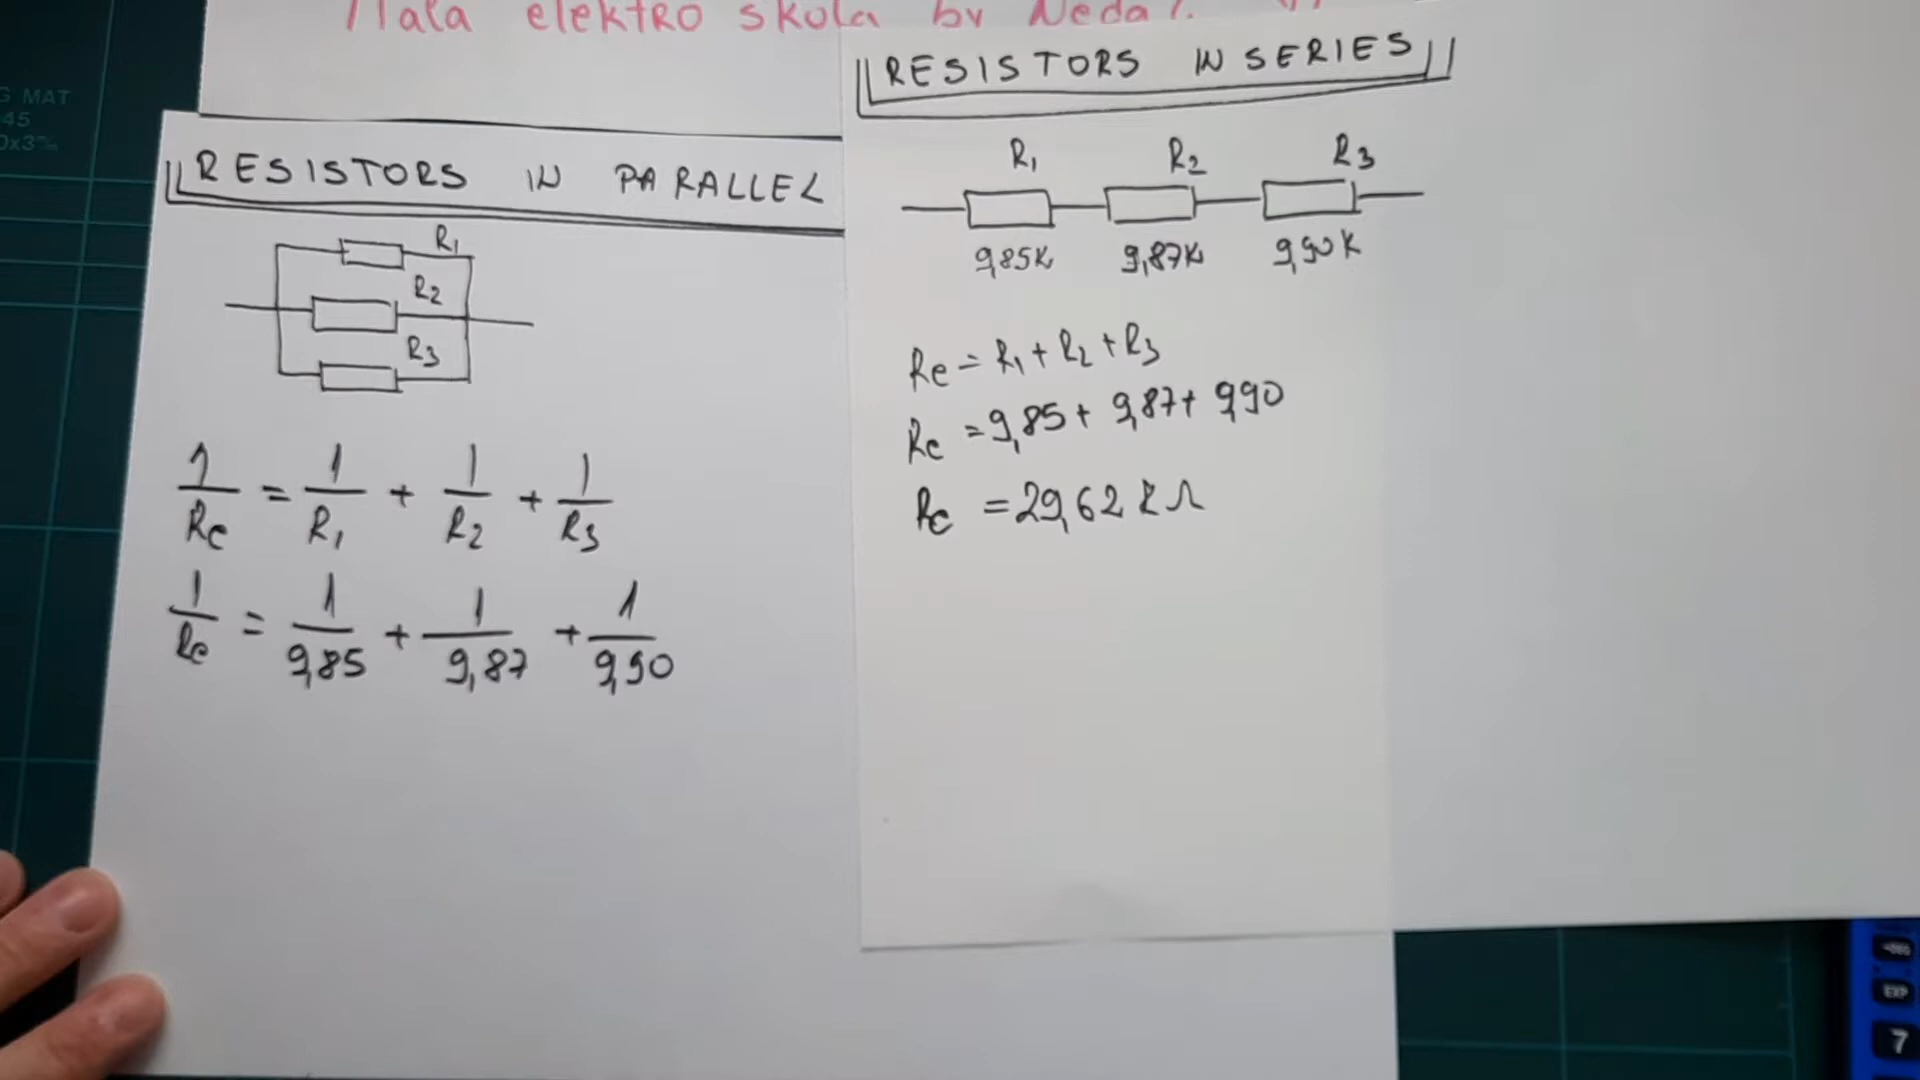 Mala elektro skola by Neda
RESISTORS IN PARALLEL
R1
R2
R3
1/Re = 1/R1 + 1/R2 + 1/R3
1/Re = 1/9,85 + 1/9,87 + 1/9,90
RESISTORS IN SERIES
R1 R2 R3
9,85K 9,87K 9,90K
Re = R1 + R2 + R3
Re = 9,85 + 9,87 + 9,90
Re = 29,62 kΩ
MAT
45
EXP
7